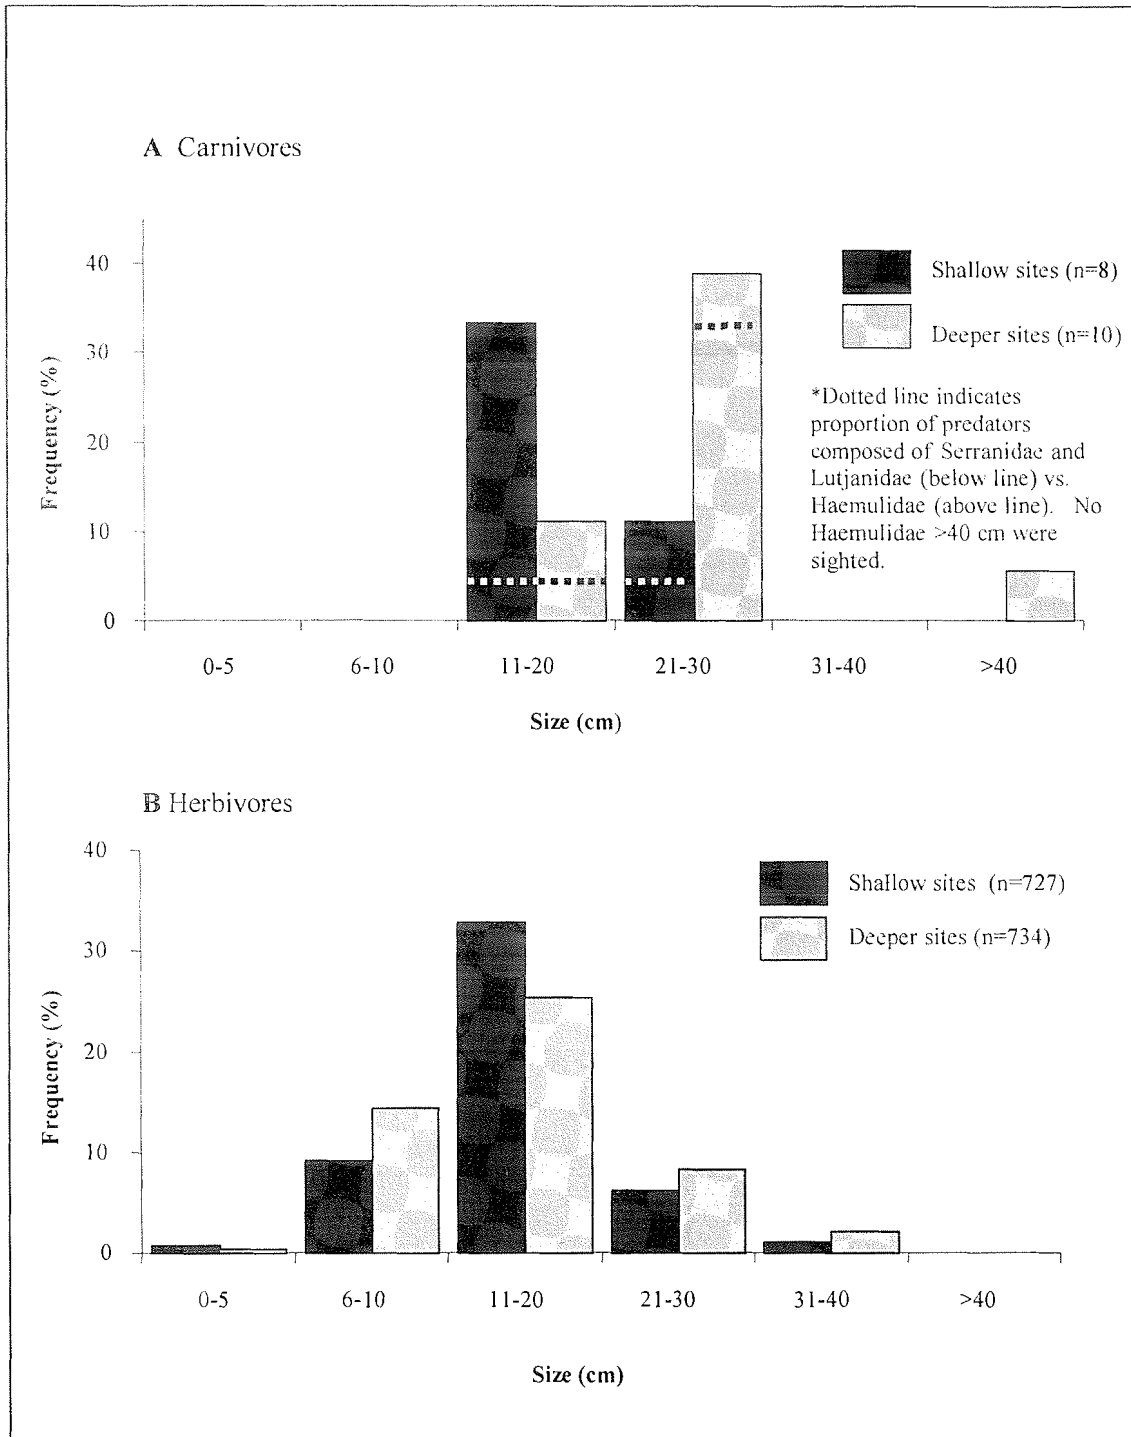 A Carnivores
Frequency (%)
40
30
20
10
0
Shallow sites (n=8)
Deeper sites (n=10)
*Dotted line indicates
proportion of predators
composed of Serranidae and
Lutjanidae (below line) vs.
Haemulidae (above line). No
Haemulidae >40 cm were
sighted.
0-5 6-10 11-20 21-30 31-40 >40
Size (cm)
B Herbivores
Frequency (%)
40
30
20
10
0
Shallow sites (n=727)
Deeper sites (n=734)
0-5 6-10 11-20 21-30 31-40 >40
Size (cm)